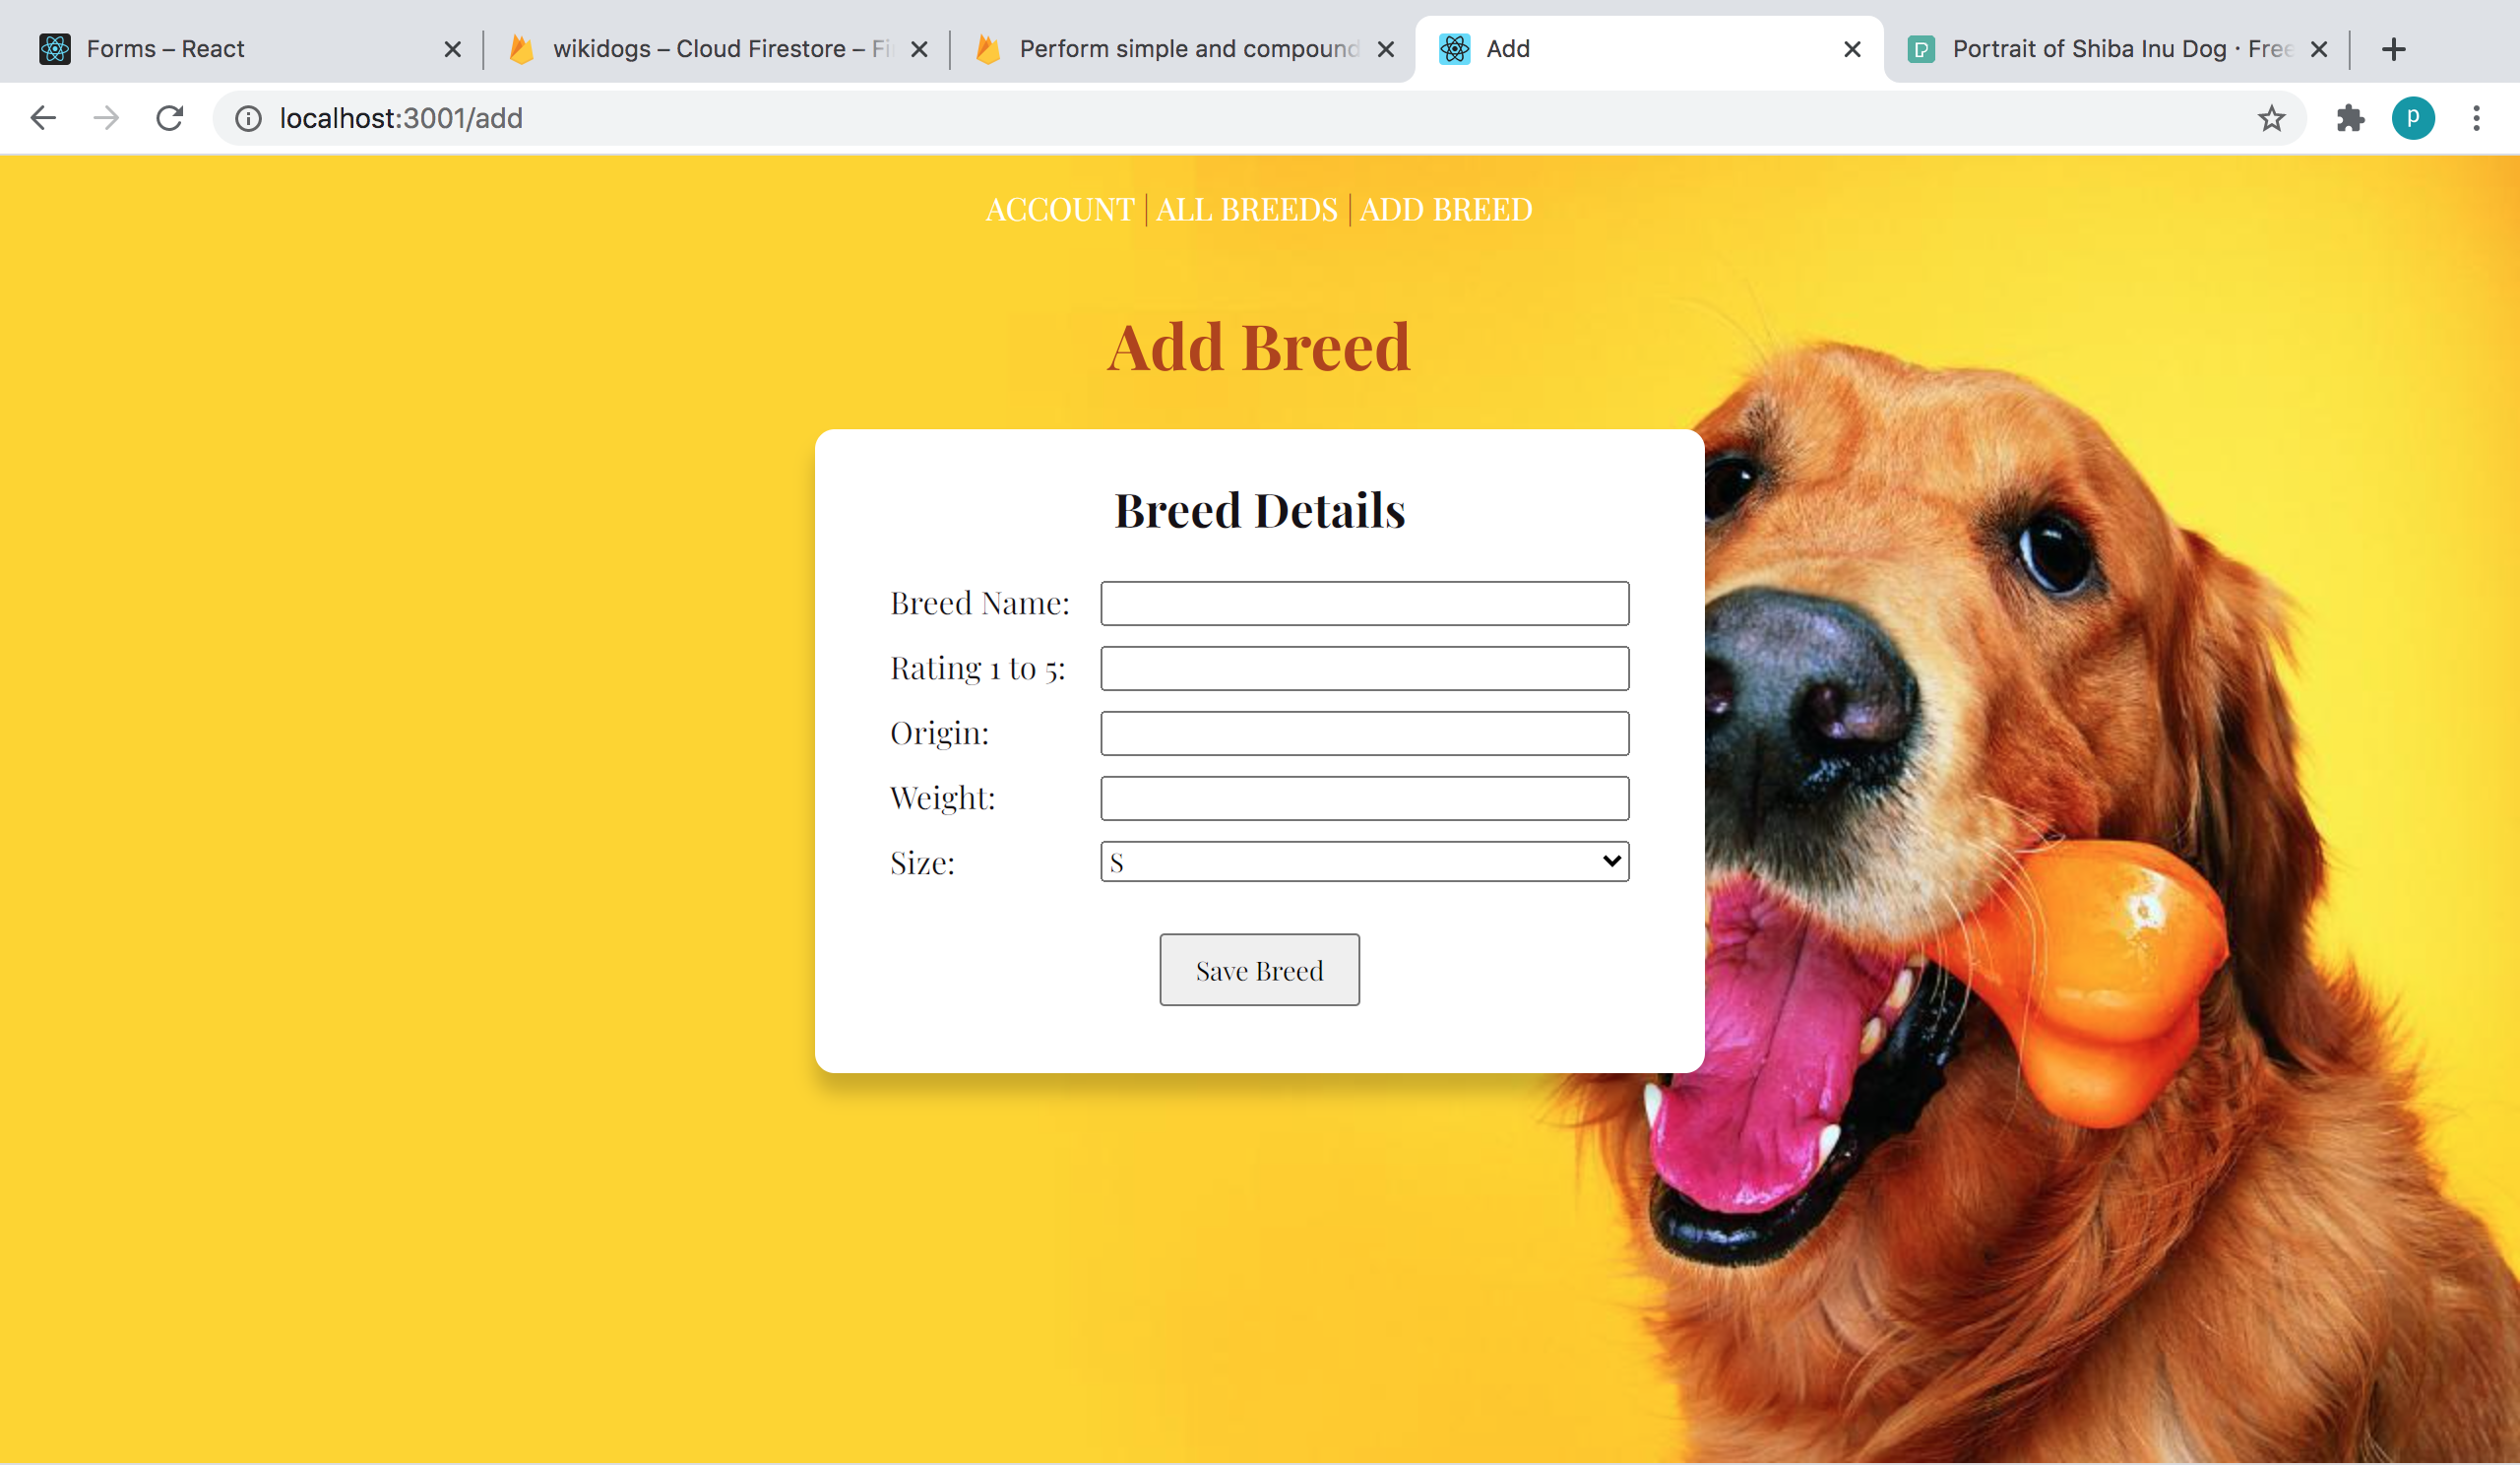 Forms – React
wikidogs – Cloud Firestore –
Perform simple and compound
Add
Portrait of Shiba Inu Dog · Free
localhost:3001/add
p
ACCOUNT | ALL BREEDS | ADD BREED
Add Breed
Breed Details
Breed Name:
Rating 1 to 5:
Origin:
Weight:
Size: S
Save Breed